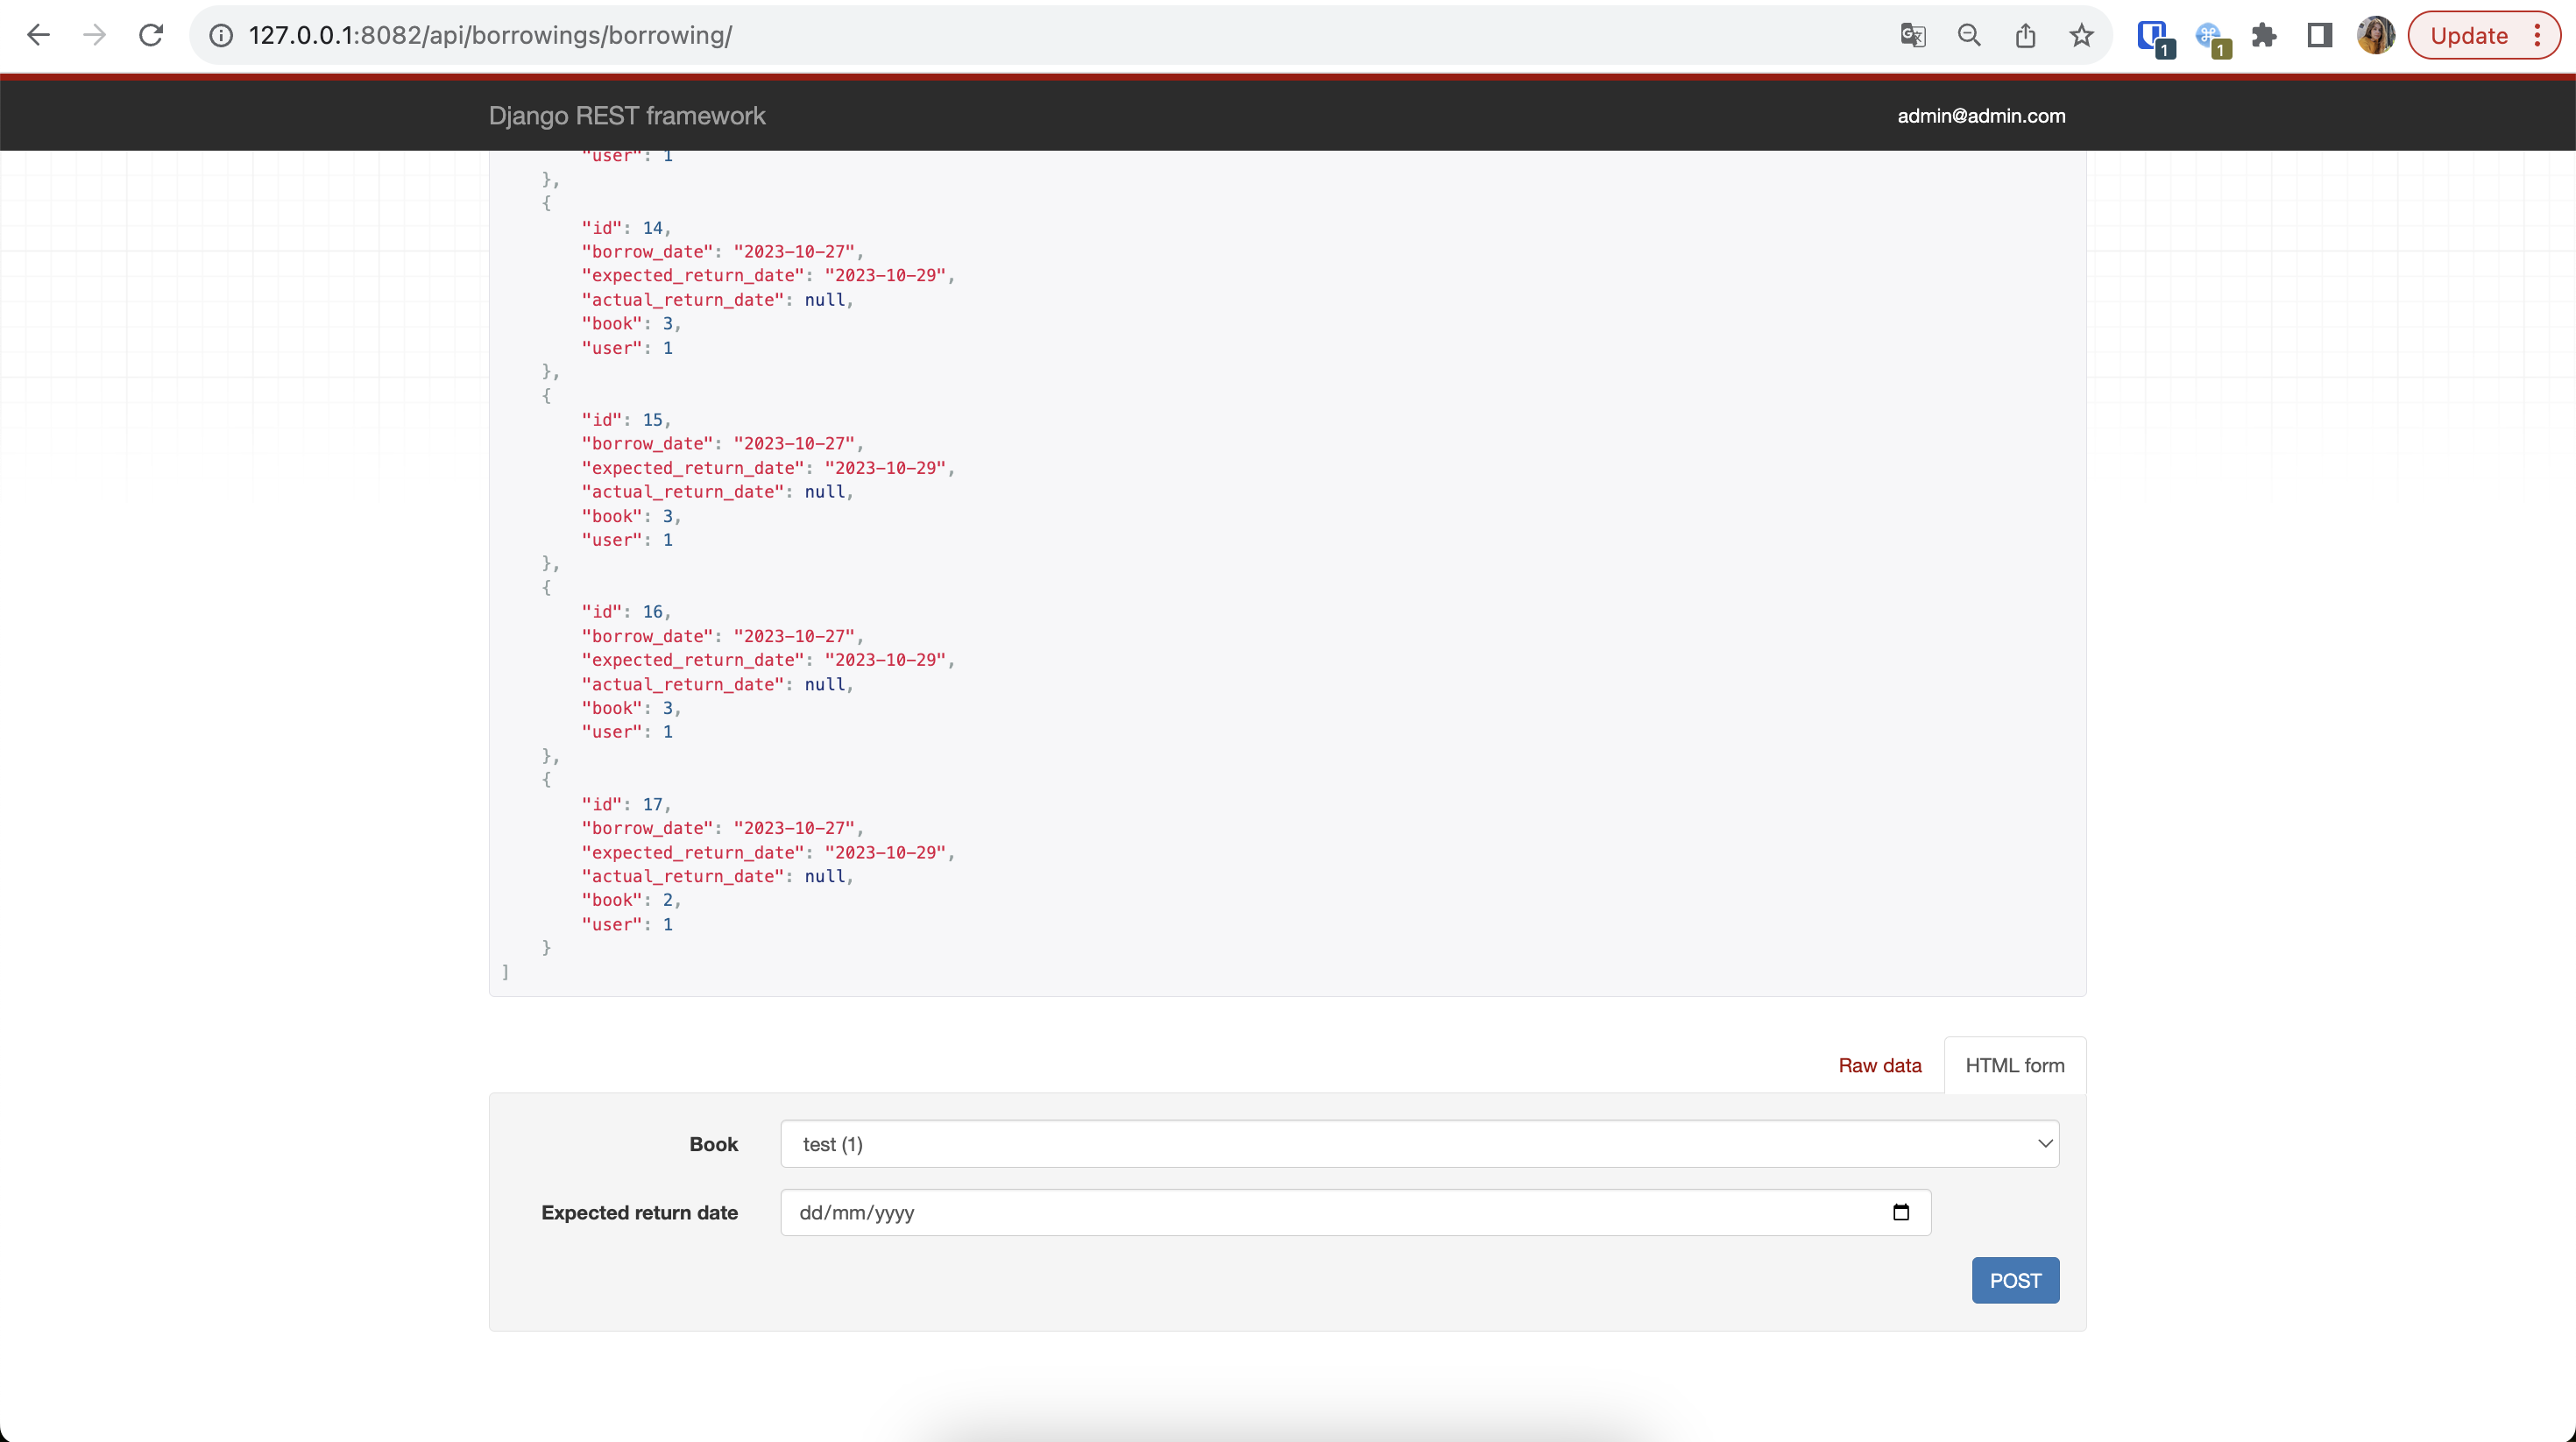 127.0.0.1:8082/api/borrowings/borrowing/
1
1
Update
Django REST framework
admin@admin.com
"user": 1
},
{
"id": 14,
"borrow_date": "2023-10-27",
"expected_return_date": "2023-10-29",
"actual_return_date": null,
"book": 3,
"user": 1
},
{
"id": 15,
"borrow_date": "2023-10-27",
"expected_return_date": "2023-10-29",
"actual_return_date": null,
"book": 3,
"user": 1
},
{
"id": 16,
"borrow_date": "2023-10-27",
"expected_return_date": "2023-10-29",
"actual_return_date": null,
"book": 3,
"user": 1
},
{
"id": 17,
"borrow_date": "2023-10-27",
"expected_return_date": "2023-10-29",
"actual_return_date": null,
"book": 2,
"user": 1
}
]
Raw data
HTML form
Book
test (1)
Expected return date
dd/mm/yyyy
POST